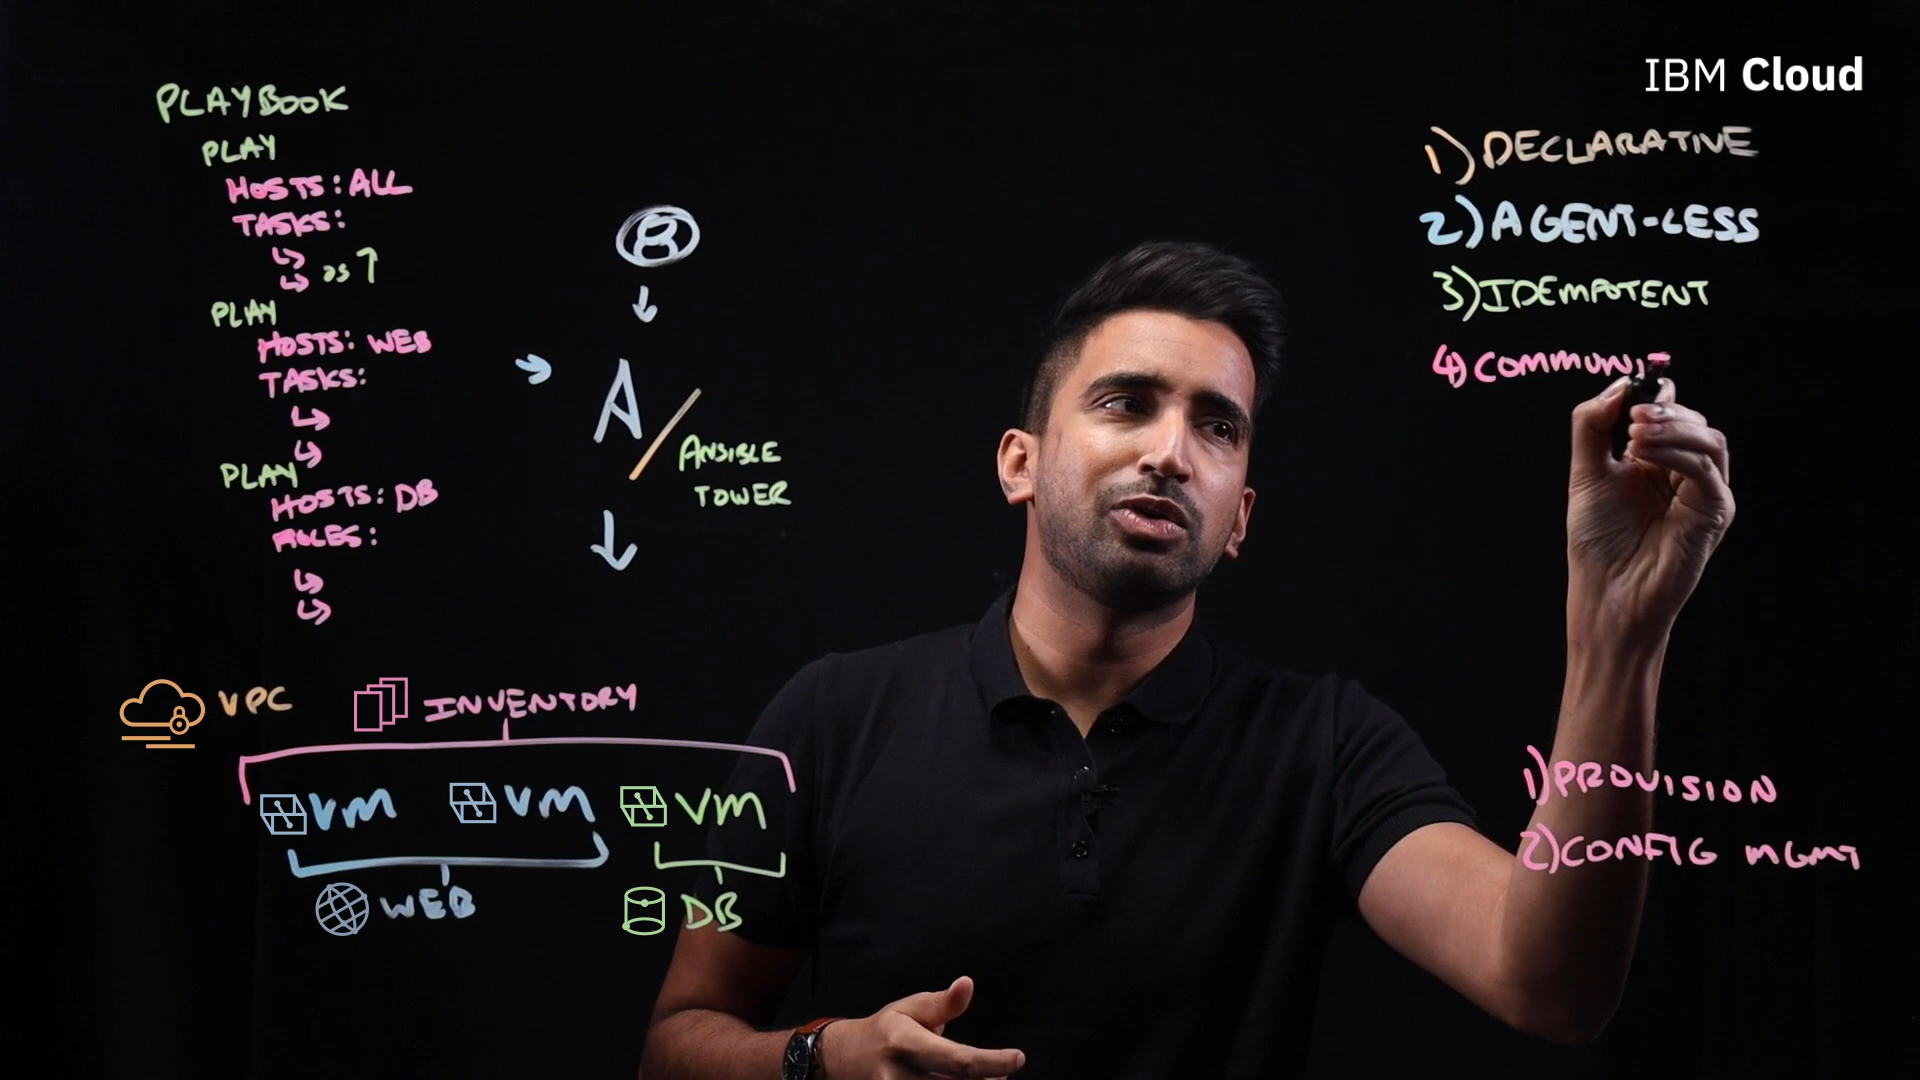 IBM Cloud
PLAYBOOK
PLAY
HOSTS: ALL
TASKS:
PLAY
HOSTS: WEB
TASKS:
PLAY
HOSTS: DB
ROLES:
A
ANSIBLE
TOWER
VPC
INVENTORY
VM VM VM
WEB DB
1) DECLARATIVE
2) AGENT-LESS
3) IDEMPOTENT
4) COMMUNIT
1) PROVISION
2) CONFIG MGMT